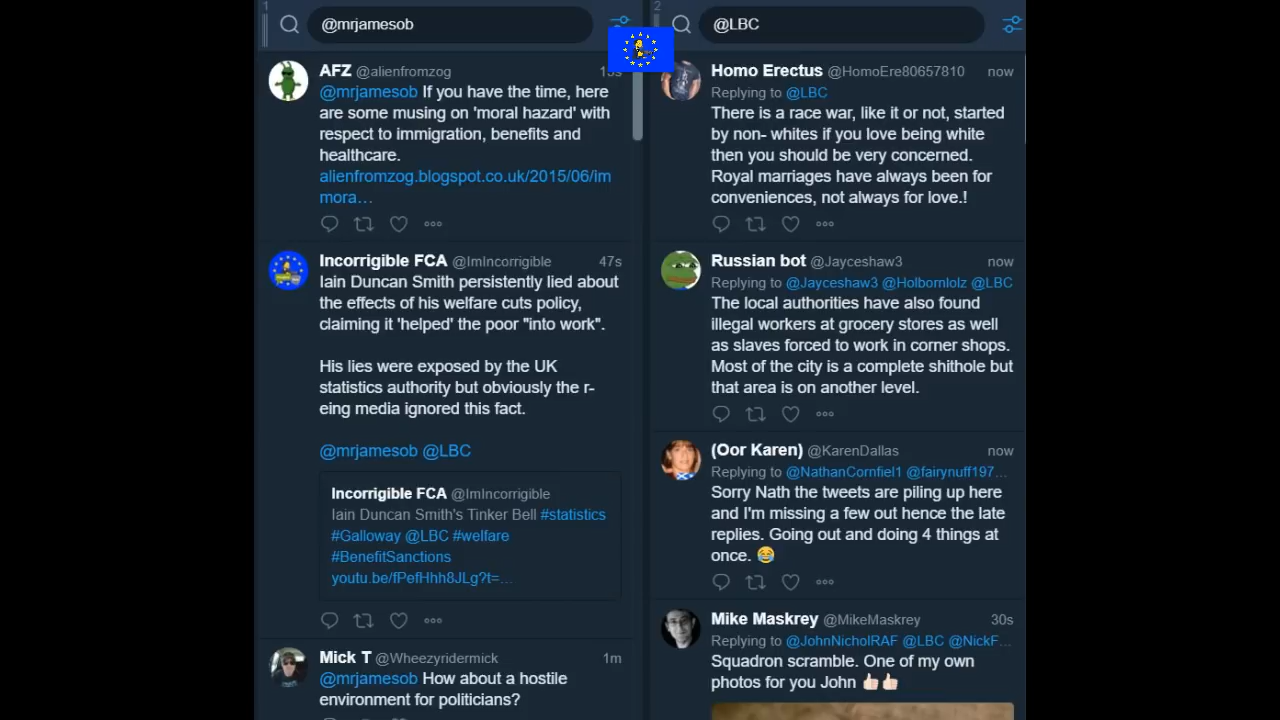 1
@mrjamesob
AFZ @alienfromzog
@mrjamesob If you have the time, here
are some musing on 'moral hazard' with
respect to immigration, benefits and
healthcare.
alienfromzog.blogspot.co.uk/2015/06/im
mora…
Incorrigible FCA @ImIncorrigible 47s
Iain Duncan Smith persistently lied about
the effects of his welfare cuts policy,
claiming it 'helped' the poor "into work".
His lies were exposed by the UK
statistics authority but obviously the r-
eing media ignored this fact.
@mrjamesob @LBC
Incorrigible FCA @ImIncorrigible
Iain Duncan Smith's Tinker Bell #statistics
#Galloway @LBC #welfare
#BenefitSanctions
youtu.be/fPefHhh8JLg?t=…
Mick T @Wheezyridermick 1m
@mrjamesob How about a hostile
environment for politicians?
2
@LBC
Homo Erectus @HomoEre80657810 now
Replying to @LBC
There is a race war, like it or not, started
by non- whites if you love being white
then you should be very concerned.
Royal marriages have always been for
conveniences, not always for love.!
Russian bot @Jayceshaw3 now
Replying to @Jayceshaw3 @Holbornlolz @LBC
The local authorities have also found
illegal workers at grocery stores as well
as slaves forced to work in corner shops.
Most of the city is a complete shithole but
that area is on another level.
(Oor Karen) @KarenDallas now
Replying to @NathanCornfiel1 @fairynuff197…
Sorry Nath the tweets are piling up here
and I'm missing a few out hence the late
replies. Going out and doing 4 things at
once. 😂
Mike Maskrey @MikeMaskrey 30s
Replying to @JohnNicholRAF @LBC @NickF…
Squadron scramble. One of my own
photos for you John 👍🏻👍🏻